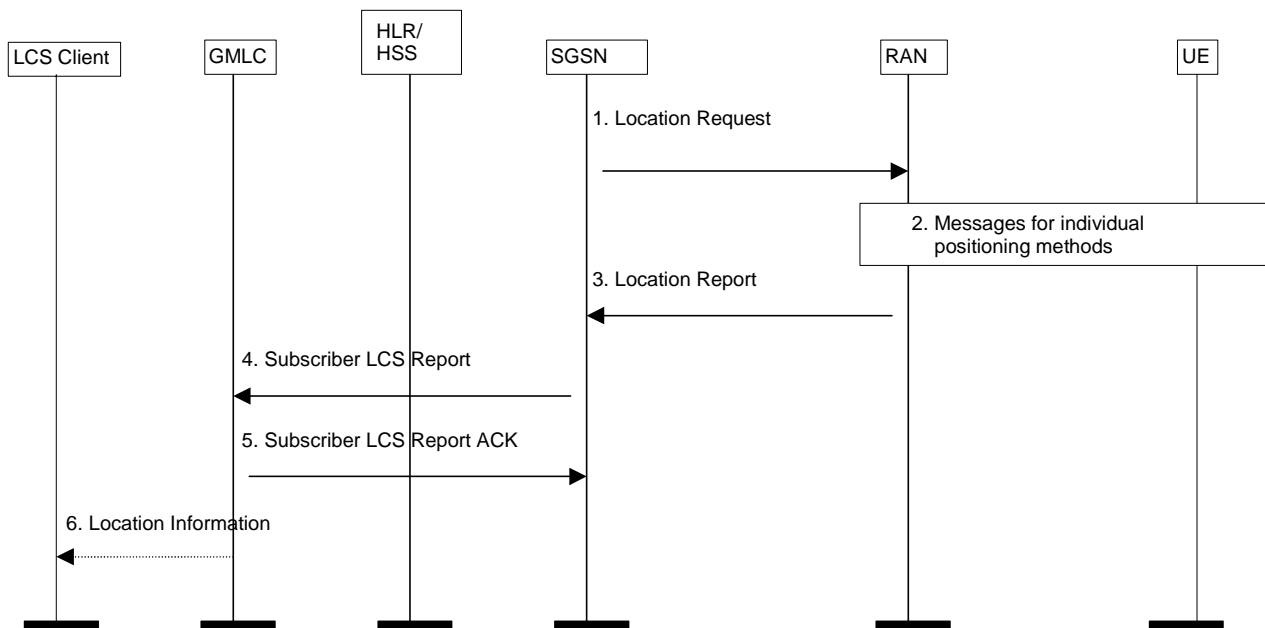 HLR/
HSS
LCS Client
GMLC
SGSN
RAN
UE
1. Location Request
2. Messages for individual
positioning methods
3. Location Report
4. Subscriber LCS Report
5. Subscriber LCS Report ACK
6. Location Information